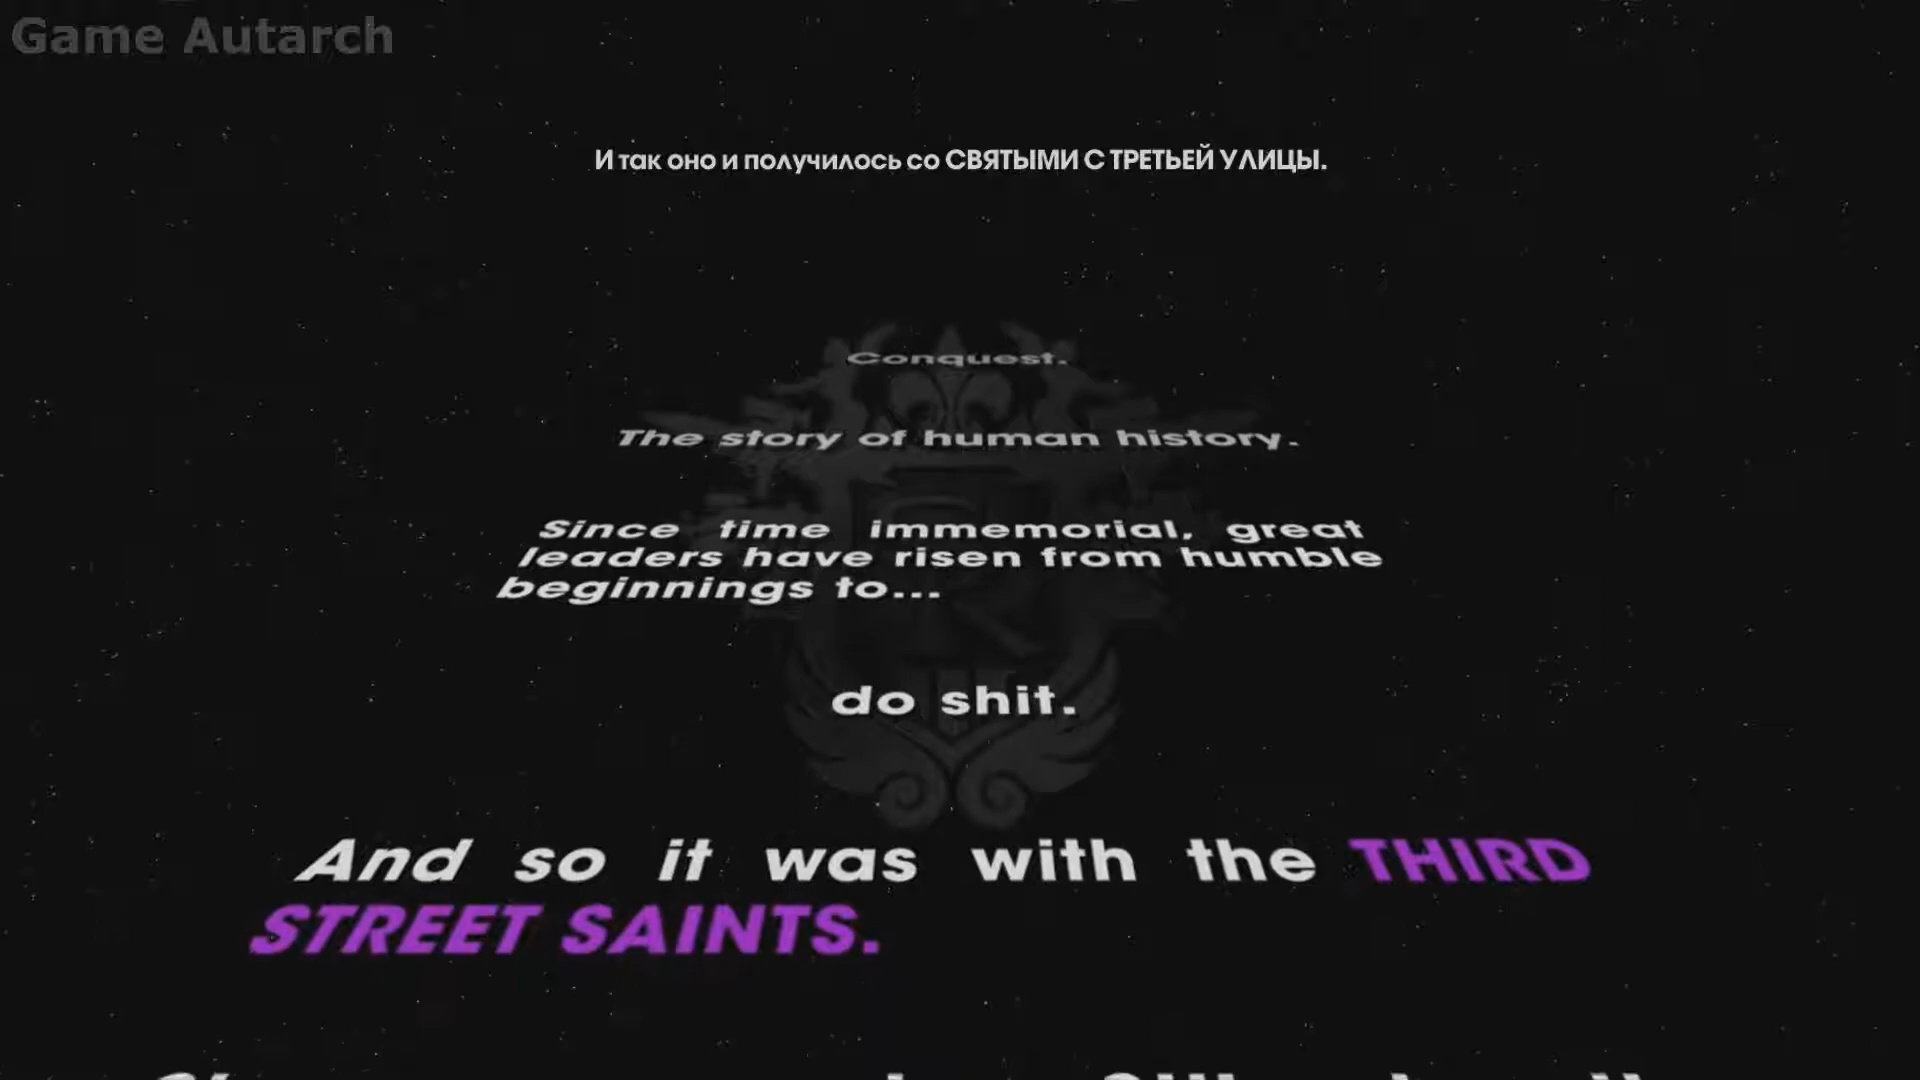 Game Autarch
И так оно и получилось со СВЯТЫМИ С ТРЕТЬЕЙ УЛИЦЫ.
Conquest.
The story of human history.
Since time immemorial, great
leaders have risen from humble
beginnings to...
do shit.
And so it was with the THIRD
STREET SAINTS.